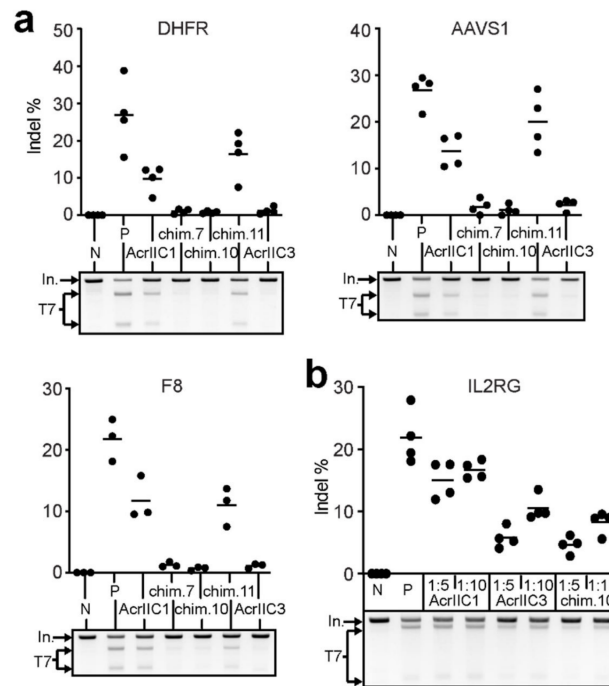 a
DHFR
50
40
30
20
10
0
Indel %
P
chim.7
chim.11
N
AcrIIC1
chim.10
AcrIIC3
In.
T7
AAVS1
40
30
20
10
0
P
chim.7
chim.11
N
AcrIIC1
chim.10
AcrIIC3
F8
30
20
10
0
Indel %
P
chim.7
chim.11
N
AcrIIC1
chim.10
AcrIIC3
In.
T7
b
IL2RG
30
20
10
0
Indel %
N
P
1:5 1:10 1:5 1:10 1:5
AcrIIC1 AcrIIC3 chim.10
In.
T7